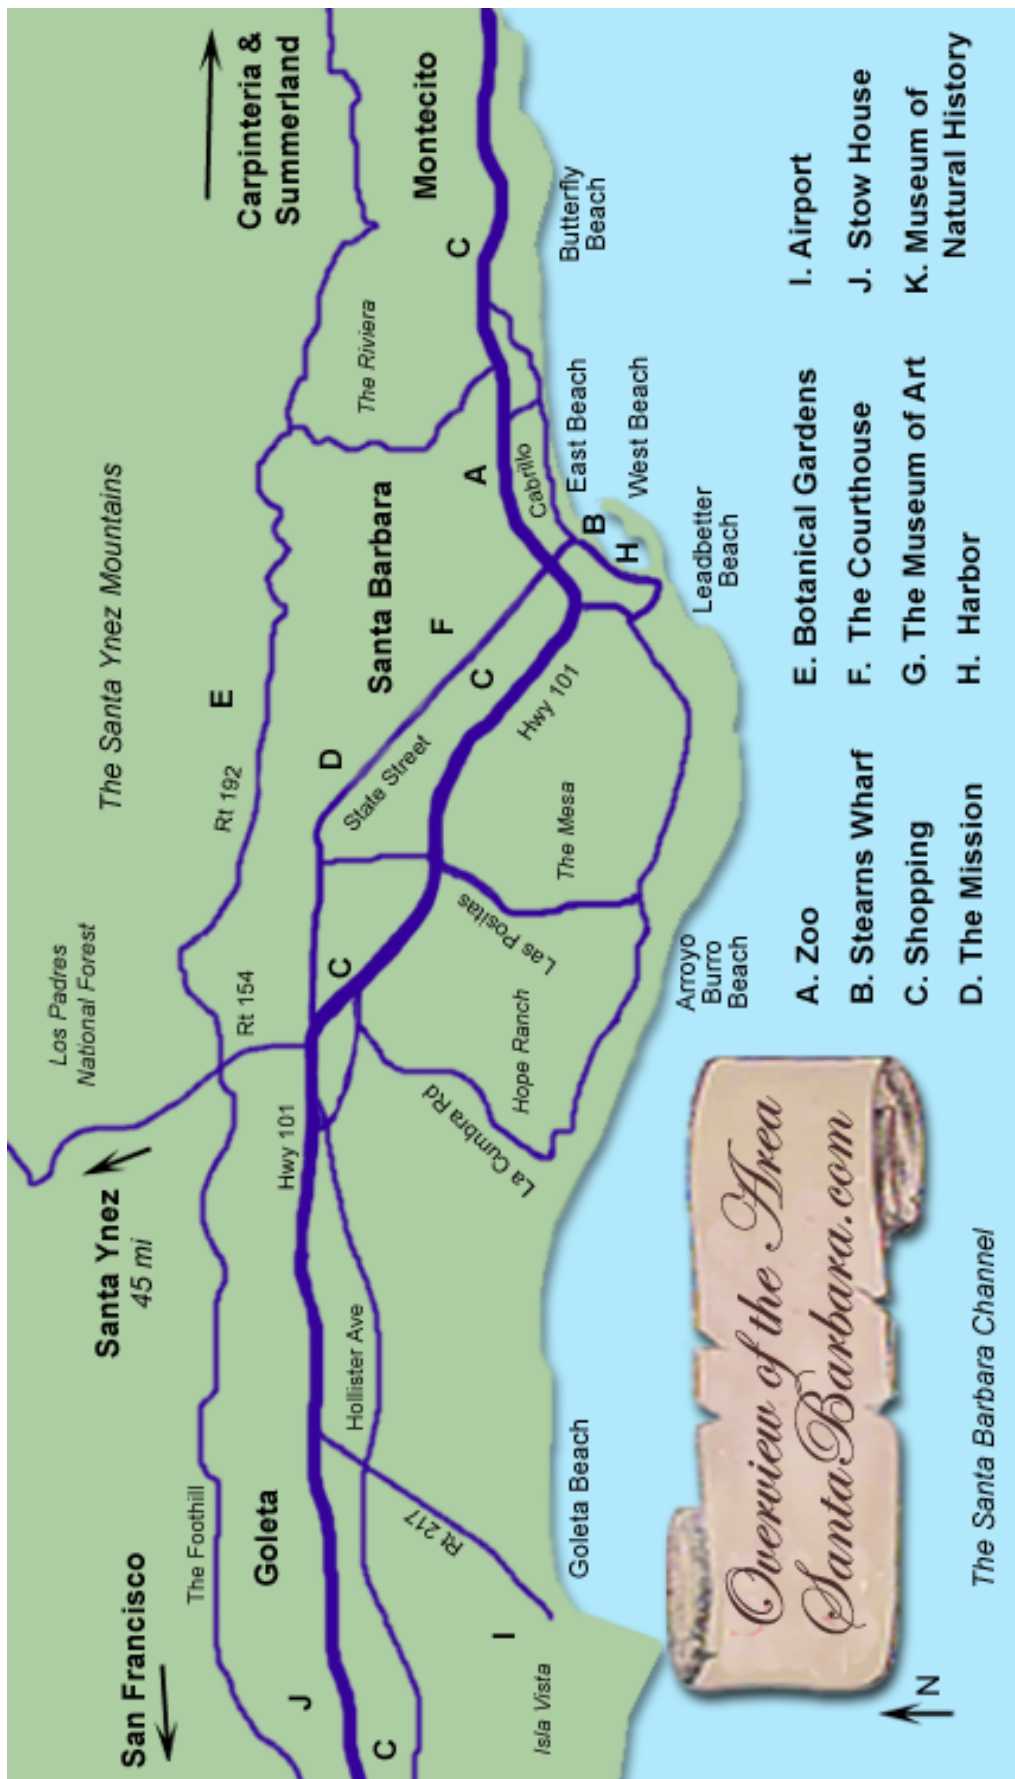 San Francisco
Santa Ynez
45 mi
Los Padres
National Forest
The Santa Ynez Mountains
Carpinteria &
Summerland
The Foothill
Rt 154
Rt 192
E
Goleta
Hwy 101
D
Santa Barbara
The Riviera
Montecito
J
Hollister Ave
C
State Street
F
C
C
A
C
Rt 217
La Cumbra Rd
Las Positas
Hwy 101
Cabrillo
I
Isla Vista
Hope Ranch
The Mesa
B
H
East Beach
West Beach
Butterfly
Beach
Goleta Beach
Arroyo
Burro
Beach
Leadbetter
Beach
Overview of the Area
SantaBarbara.com
A. Zoo
B. Stearns Wharf
C. Shopping
D. The Mission
E. Botanical Gardens
F. The Courthouse
G. The Museum of Art
H. Harbor
I. Airport
J. Stow House
K. Museum of
Natural History
N
The Santa Barbara Channel